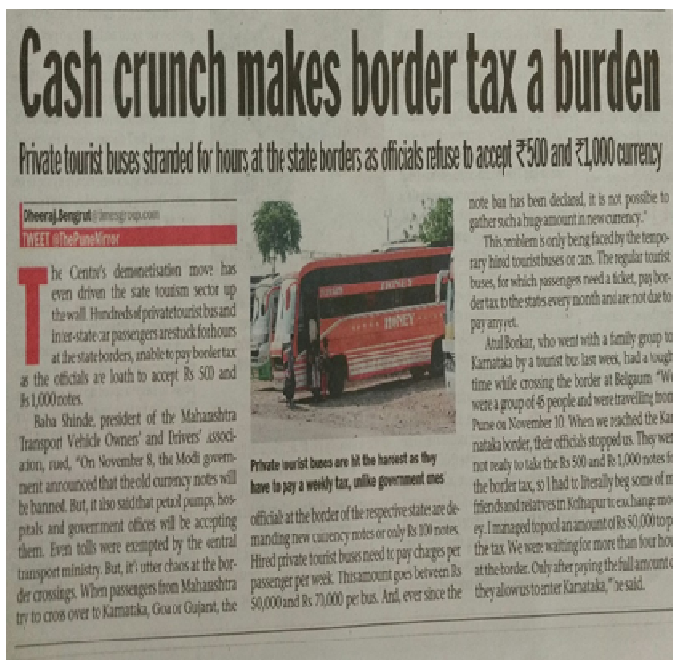 Cash crunch makes border tax a burden
Private tourist buses stranded for hours at the state borders as officials refuse to accept ₹500 and ₹1,000 currency
Dheeraj.Bengrut@timesgroup.com
TWEET @ThePuneMirror
The Centre's demonetisation move has
even driven the sate tourism sector up
the wall. Hundreds of private tourist bus and
inter-state car passengers are stuck for hours
at the state borders, unable to pay border tax
as the officials are loath to accept Rs 500 and
Rs 1,000 notes.
Baba Shinde, president of the Maharashtra
Transport Vehicle Owners' and Drivers' Associ-
ation, rued, "On November 8, the Modi govern-
ment announced that the old currency notes will
be banned. But, it also said that petrol pumps, hos-
pitals and government offices will be accepting
them. Even tolls were exempted by the central
transport ministry. But, it's utter chaos at the bor-
der crossings. When passengers from Maharashtra
try to cross over to Karnatka, Goa or Gujarat, the
HONEY
Private tourist buses are hit the harsest as they
have to pay a weekly tax, unlike government ones
officials at the border of the respective states are de-
manding new currency notes or only Rs 100 notes.
Hired private tourist buses need to pay charges per
passenger per week. This amount goes between Rs
50,000 and Rs 70,000 per bus. And, ever since the
note ban has been declared, it is not possible to
gather such a huge amount in new currency."
This problem is only being faced by the tempo-
rary hired tourist buses or cars. The regular tourist
buses, for which passengers need a ticket, pay bor-
der tax to the states every month and are not due to
pay any yet.
Atul Borkar, who went with a family group to
Karnataka by a tourist bus last week, had a tough
time while crossing the border at Belgaum. "We
were a group of 45 people and were travelling from
Pune on November 10. When we reached the Kar
nataka border, their officials stopped us. They wer
not ready to take the Rs 500 and Rs 1,000 notes fo
the border tax, so I had to literally beg some of m
friends and relatives in Kolhapur to exchange mo
ey. I managed to pool an amount of Rs 50,000 to p
the tax. We were waiting for more than four hou
at the border. Only after paying the full amount
they allow us to enter Karnataka," he said.